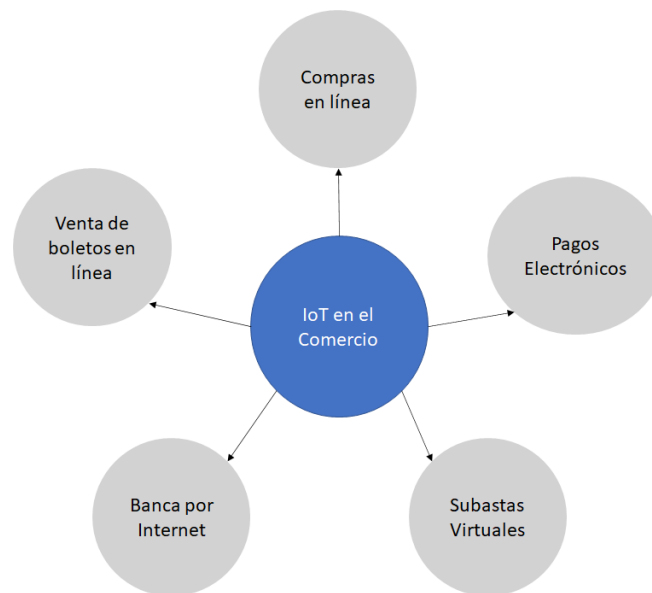 Compras
en línea
Venta de
boletos en
línea
Pagos
Electrónicos
IoT en el
Comercio
Banca por
Internet
Subastas
Virtuales